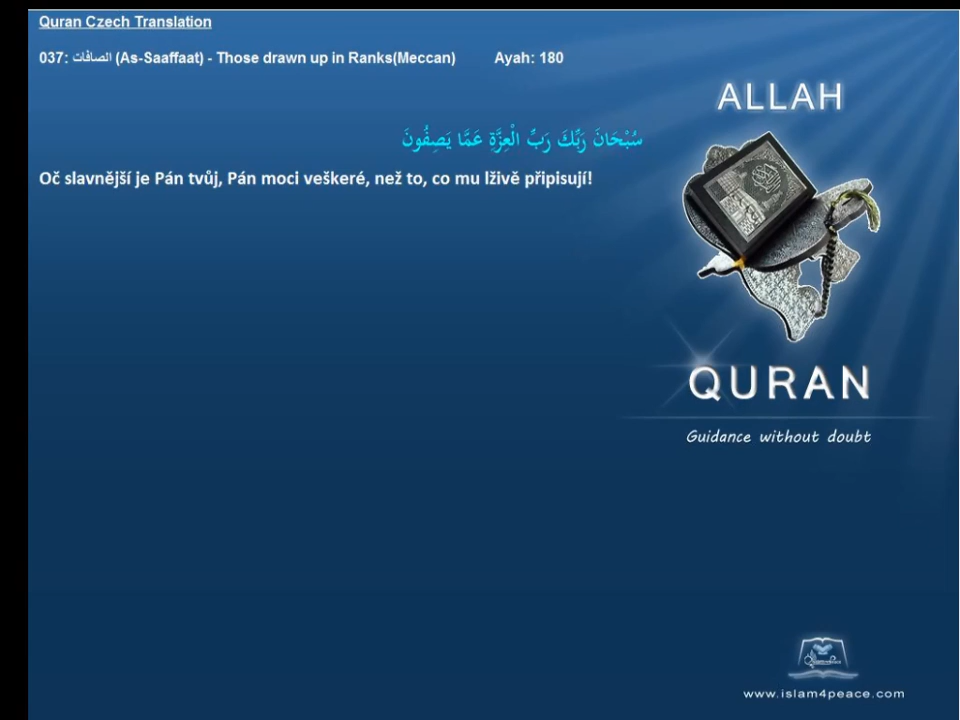 Quran Czech Translation
037: الصافات (As-Saaffaat) - Those drawn up in Ranks(Meccan) Ayah: 180
سُبْحَانَ رَبِّكَ رَبِّ الْعِزَّةِ عَمَّا يَصِفُونَ
Oč slavnější je Pán tvůj, Pán moci veškeré, než to, co mu lživě připisují!
ALLAH
QURAN
Guidance without doubt
www.islam4peace.com